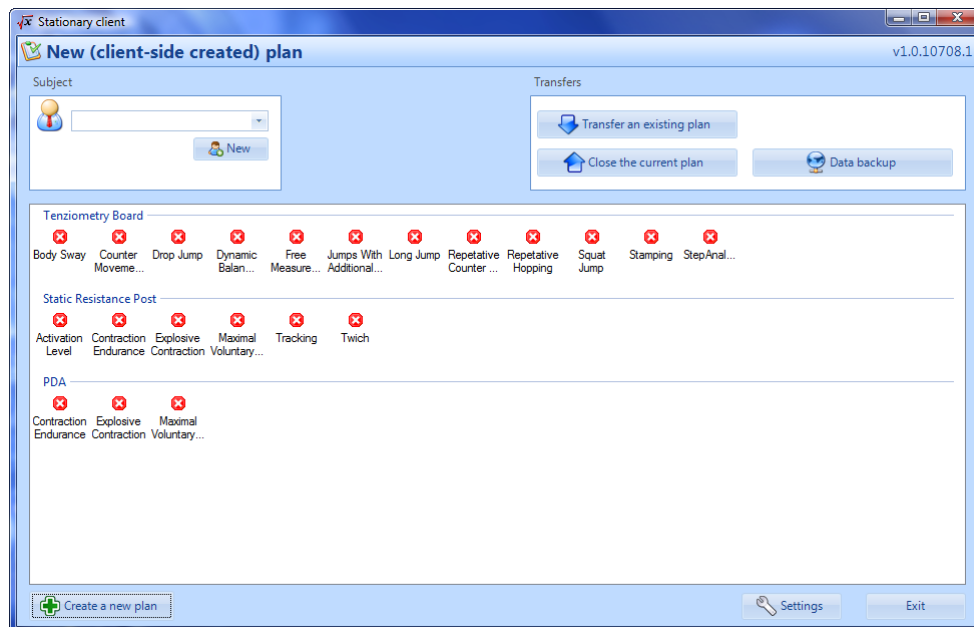 Stationary client
New (client-side created) plan
v1.0.10708.1
Subject
Transfers
New
Transfer an existing plan
Close the current plan
Data backup
Tenziometry Board
Body Sway
Counter
Moveme...
Drop Jump
Dynamic
Balan...
Free
Measure...
Jumps With
Additional...
Long Jump
Repetative
Counter ...
Repetative
Hopping
Squat
Jump
Stamping
StepAnal...
Static Resistance Post
Activation
Level
Contraction
Endurance
Explosive
Contraction
Maximal
Voluntary...
Tracking
Twich
PDA
Contraction
Endurance
Explosive
Contraction
Maximal
Voluntary...
Create a new plan
Settings
Exit